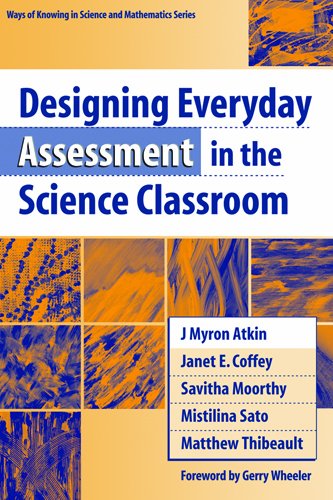 Ways of Knowing in Science and Mathematics Series
Designing Everyday
Assessment in the
Science Classroom
J Myron Atkin
Janet E. Coffey
Savitha Moorthy
Mistilina Sato
Matthew Thibeault
Foreword by Gerry Wheeler